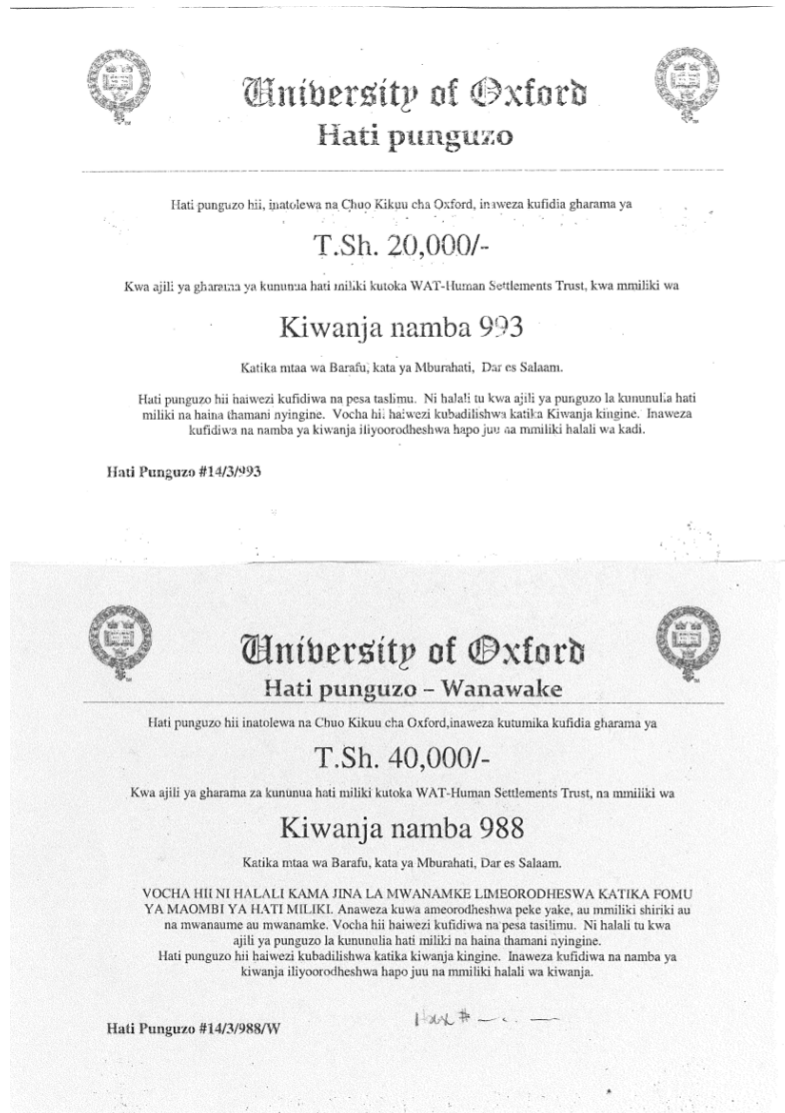 University of Oxford
Hati punguzo
Hati punguzo hii, inatolewa na Chuo Kikuu cha Oxford, inaweza kufidia gharama ya
T.Sh. 20,000/-
Kwa ajili ya gharama ya kununua hati miliki kutoka WAT-Human Settlements Trust, kwa mmiliki wa
Kiwanja namba 993
Katika mtaa wa Barafu, kata ya Mburahati, Dar es Salaam.
Hati punguzo hii haiwezi kufidiwa na pesa taslimu. Ni halali tu kwa ajili ya punguzo la kununulia hati
miliki na haina thamani nyingine. Vocha hii haiwezi kubadilishwa katika Kiwanja kingine. Inaweza
kufidiwa na namba ya kiwanja iliyoorodheshwa hapo juu na mmiliki halali wa kadi.
Hati Punguzo #14/3/993
University of Oxford
Hati punguzo – Wanawake
Hati punguzo hii inatolewa na Chuo Kikuu cha Oxford,inaweza kutumika kufidia gharama ya
T.Sh. 40,000/-
Kwa ajili ya gharama za kununua hati miliki kutoka WAT-Human Settlements Trust, na mmiliki wa
Kiwanja namba 988
Katika mtaa wa Barafu, kata ya Mburahati, Dar es Salaam.
VOCHA HII NI HALALI KAMA JINA LA MWANAMKE LIMEORODHESWA KATIKA FOMU
YA MAOMBI YA HATI MILIKI. Anaweza kuwa ameorodheshwa peke yake, au mmiliki shiriki au
na mwanaume au mwanamke. Vocha hii haiwezi kufidiwa na pesa tasilimu. Ni halali tu kwa
ajili ya punguzo la kununulia hati miliki na haina thamani nyingine.
Hati punguzo hii haiwezi kubadilishwa katika kiwanja kingine. Inaweza kufidiwa na namba ya
kiwanja iliyoorodheshwa hapo juu na mmiliki halali wa kiwanja.
Hati Punguzo #14/3/988/W